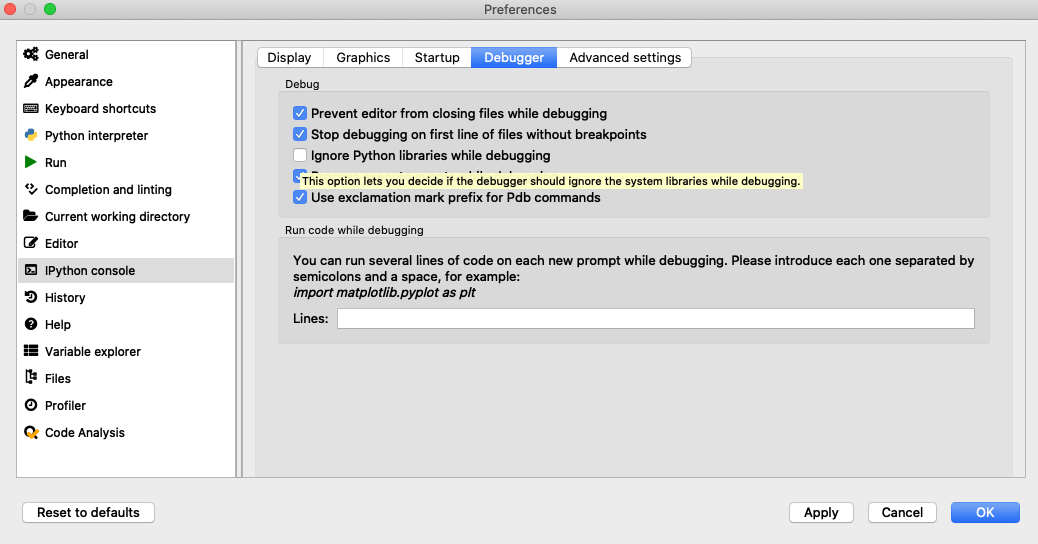 Preferences
General
Appearance
Keyboard shortcuts
Python interpreter
Run
Completion and linting
Current working directory
Editor
IPython console
History
Help
Variable explorer
Files
Profiler
Code Analysis
Display Graphics Startup Debugger Advanced settings
Debug
Prevent editor from closing files while debugging
Stop debugging on first line of files without breakpoints
Ignore Python libraries while debugging
This option lets you decide if the debugger should ignore the system libraries while debugging.
Use exclamation mark prefix for Pdb commands
Run code while debugging
You can run several lines of code on each new prompt while debugging. Please introduce each one separated by
semicolons and a space, for example:
import matplotlib.pyplot as plt
Lines:
Reset to defaults Apply Cancel OK